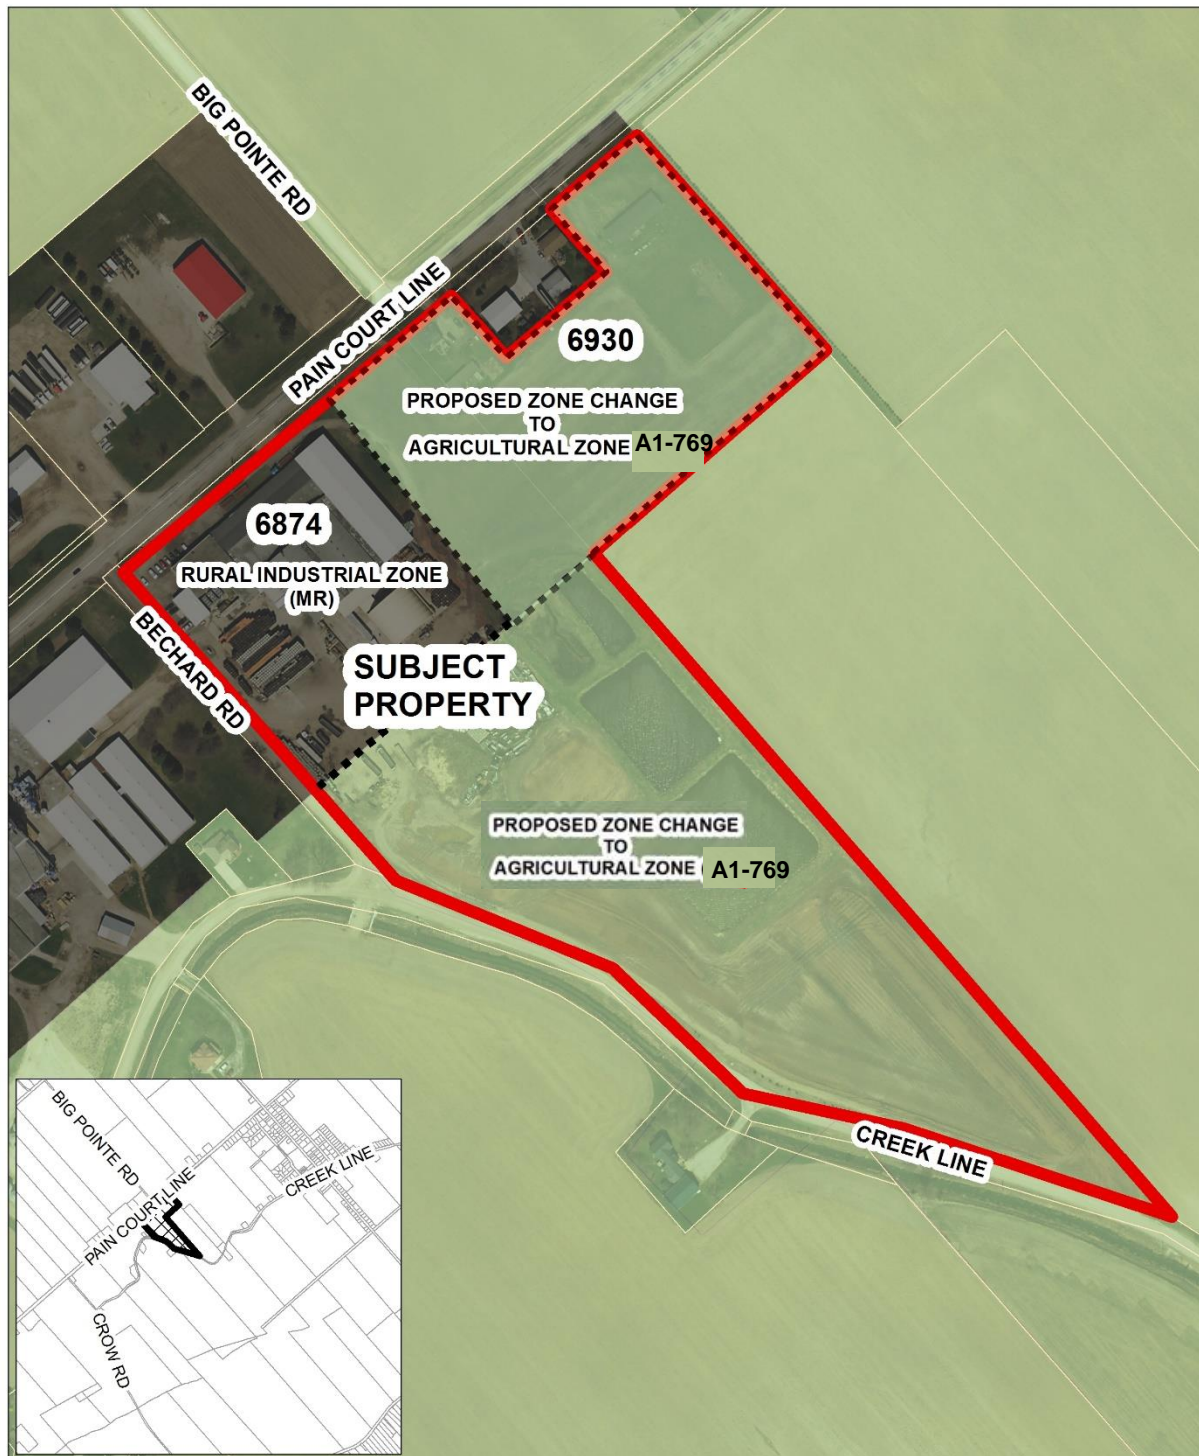 BIG POINTE RD
PAIN COURT LINE
6930
PROPOSED ZONE CHANGE
TO
AGRICULTURAL ZONE A1-769
6874
RURAL INDUSTRIAL ZONE
(MR)
BECHARD RD
SUBJECT
PROPERTY
PROPOSED ZONE CHANGE
TO
AGRICULTURAL ZONE ( A1-769
CREEK LINE
BIG POINTE RD
PAIN COURT LINE
CREEK LINE
CROW RD